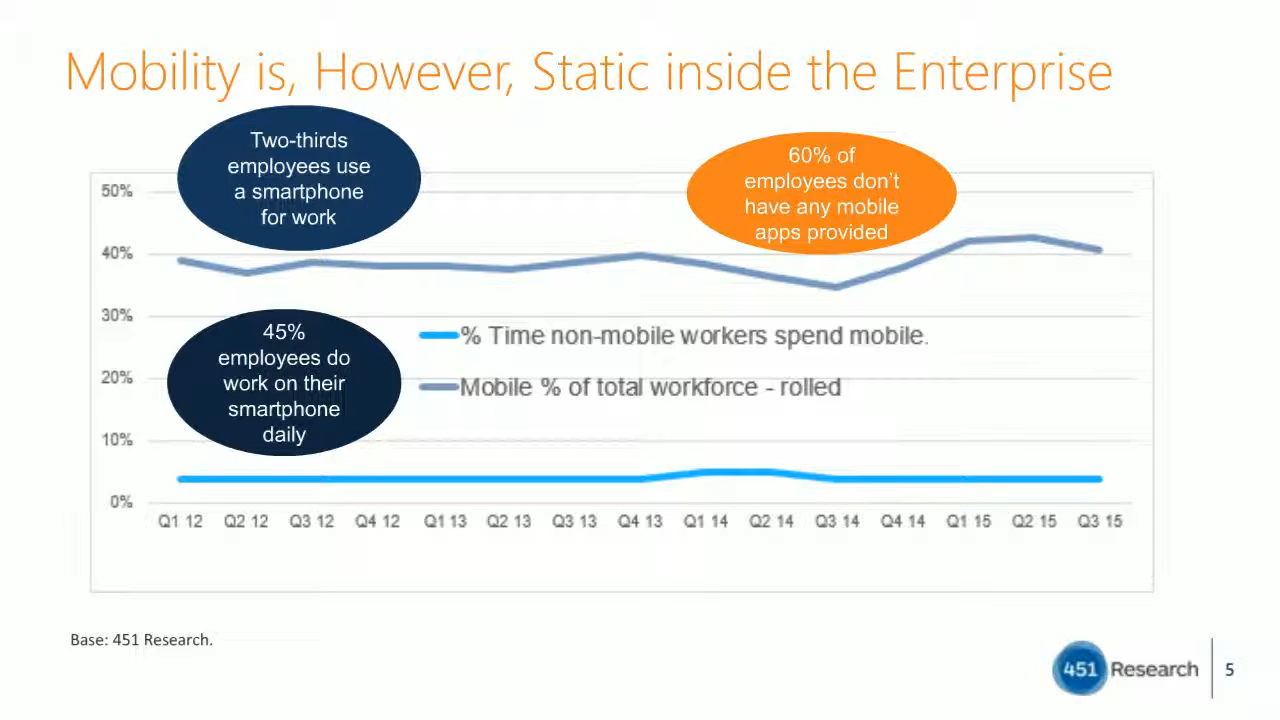 Mobility is, However, Static inside the Enterprise
Two-thirds
employees use
a smartphone
for work
60% of
employees don't
have any mobile
apps provided
50%
40%
30%
20%
10%
0%
45%
employees do
work on their
smartphone
daily
% Time non-mobile workers spend mobile.
Mobile % of total workforce - rolled
Q1 12 Q2 12 Q3 12 Q4 12 Q1 13 Q2 13 Q3 13 Q4 13 Q1 14 Q2 14 Q3 14 Q4 14 Q1 15 Q2 15 Q3 15
Base: 451 Research.
451 Research
5